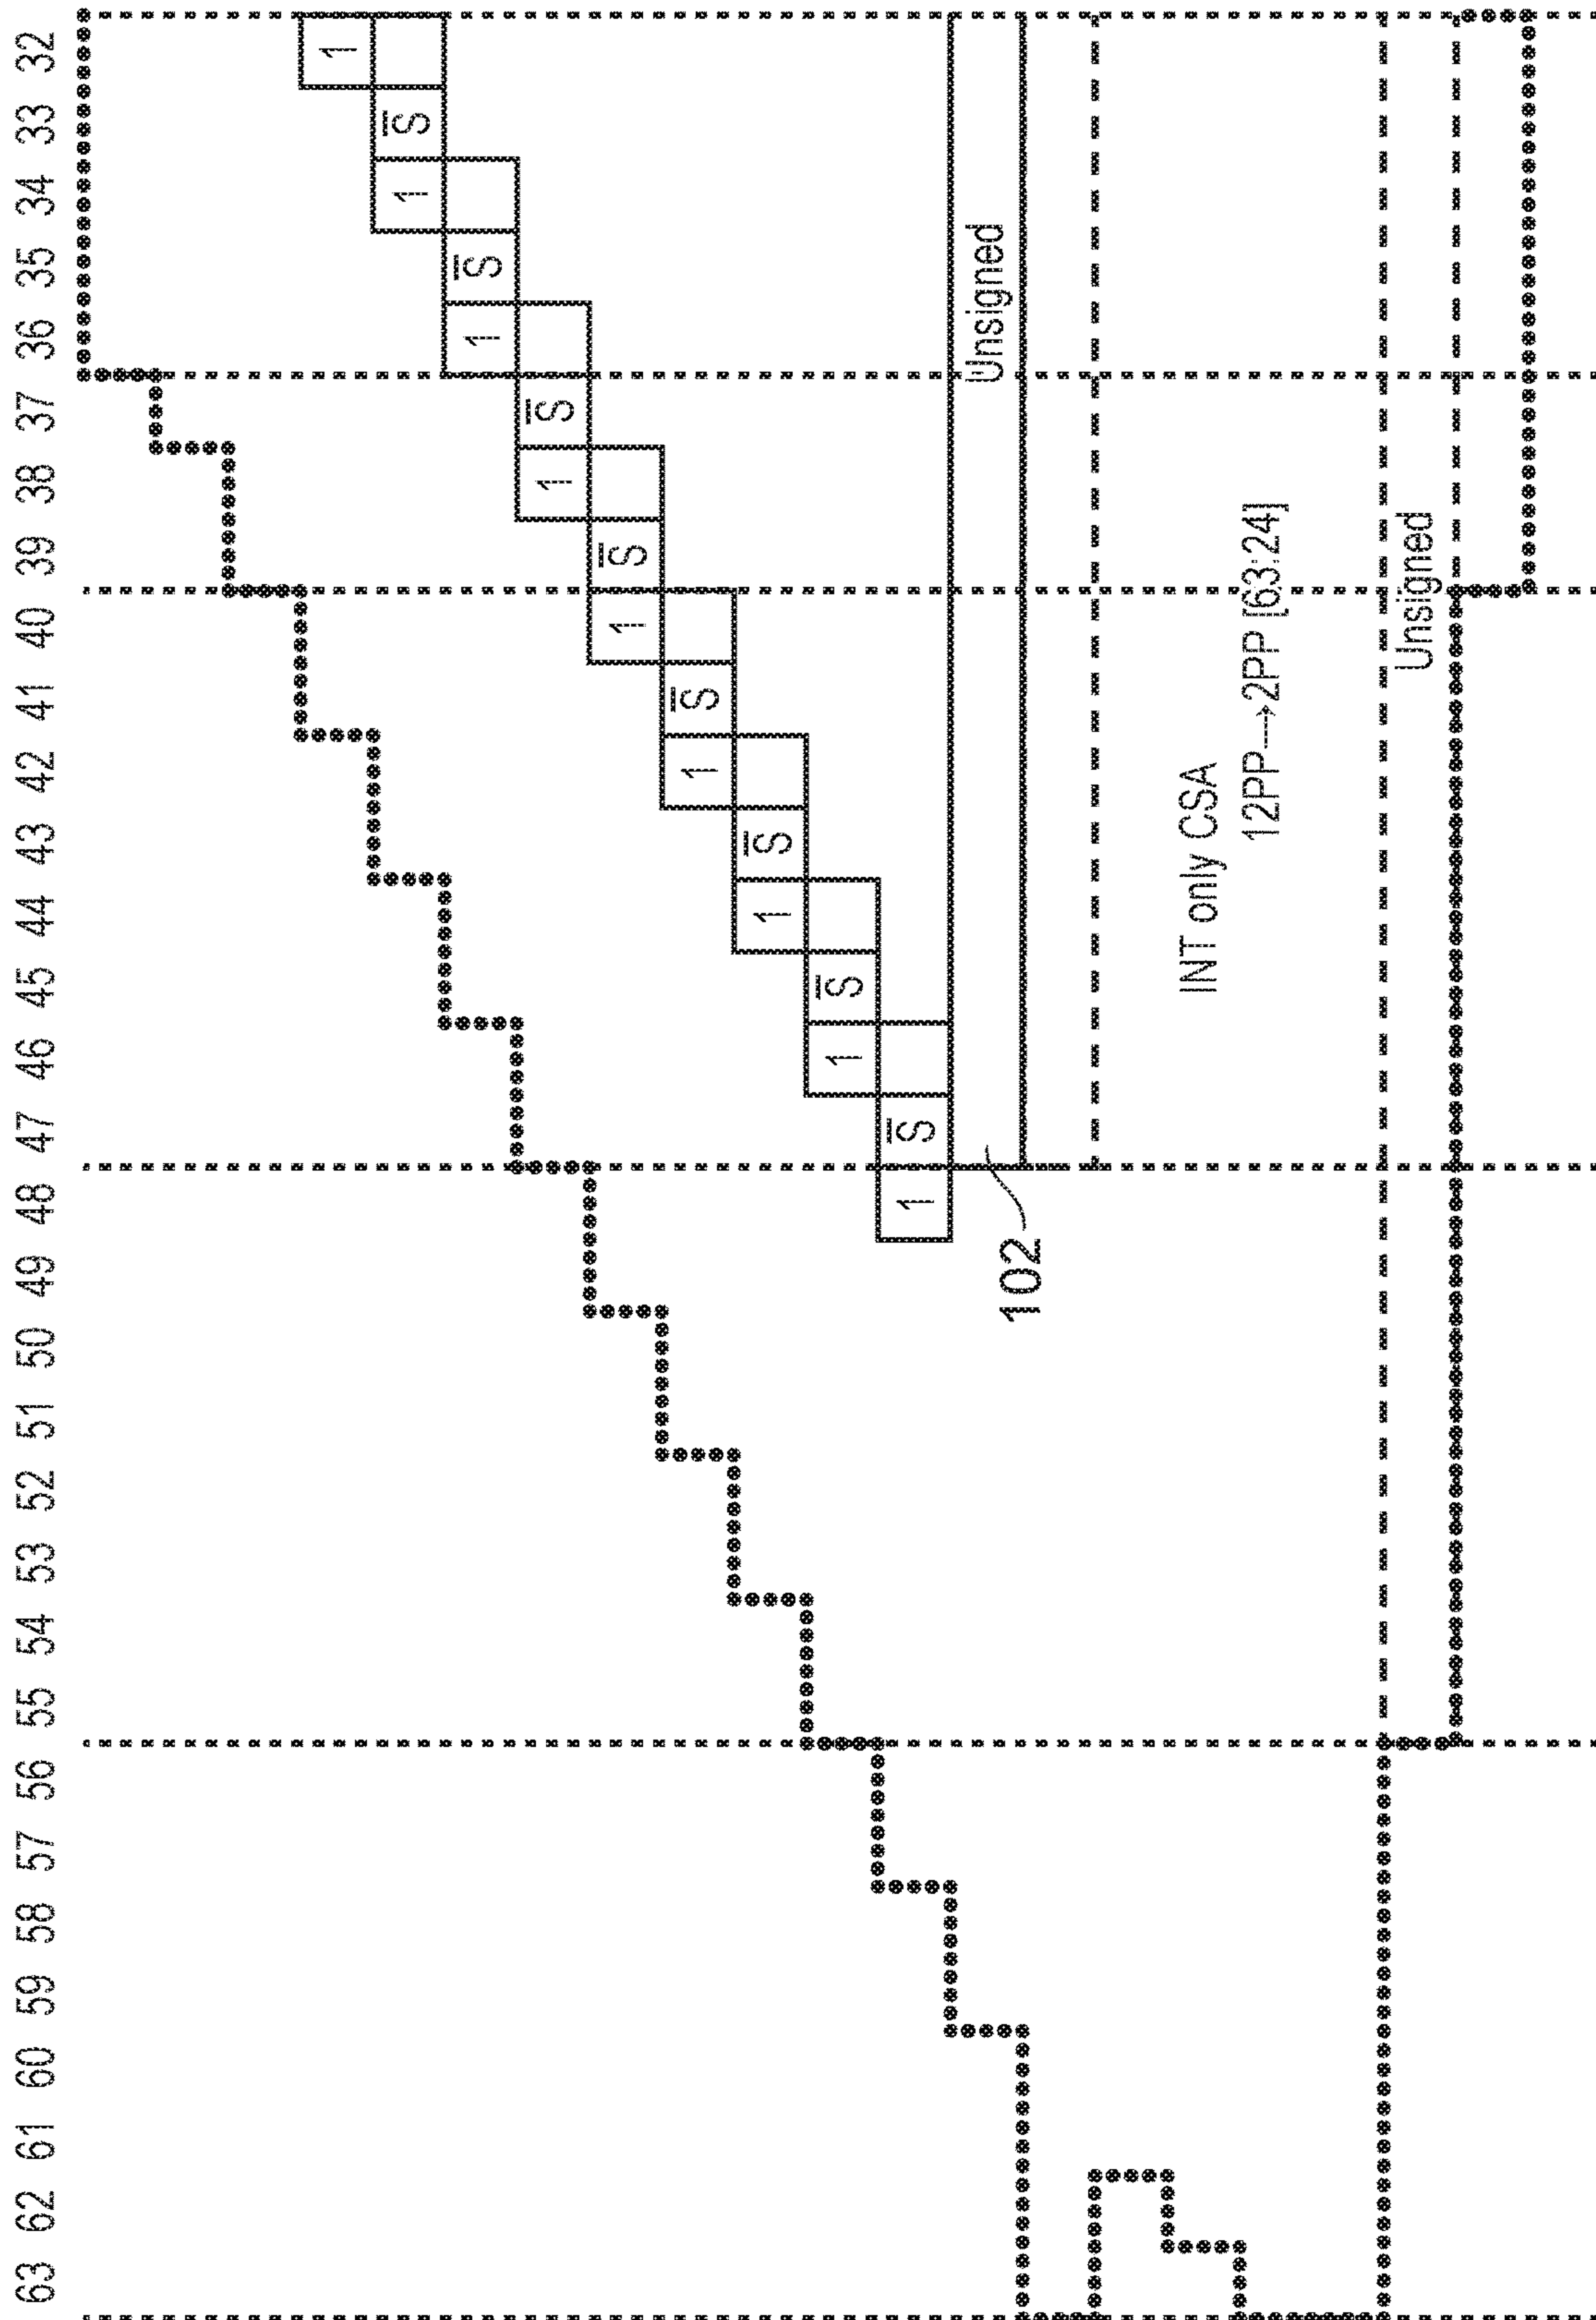 63 62 61 60 59 58 57 56 55 54 53 52 51 50 49 48 47 46 45 44 43 42 41 40 39 38 37 36 35 34 33 32
1
1 S̅
1 S̅
1 S̅
1 S̅
1 S̅
1 S̅
1 S̅
1 S̅
Unsigned
102
INT only CSA
12PP→2PP [63:24]
Unsigned